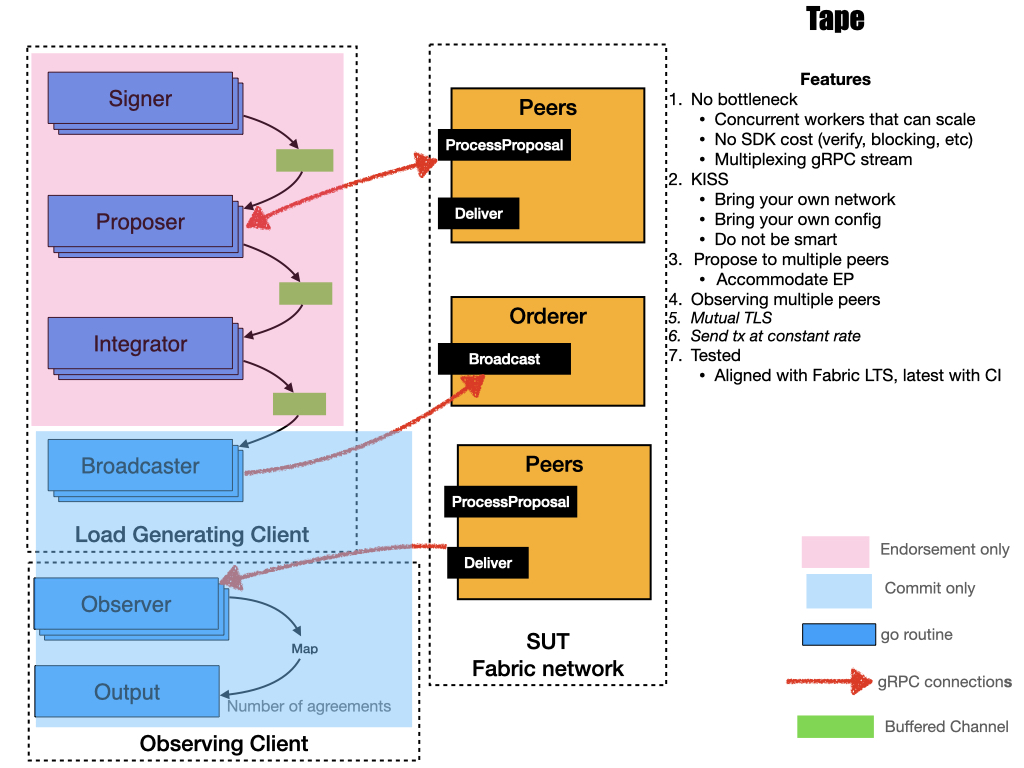 Tape
Signer
Proposer
Integrator
Broadcaster
Load Generating Client
Observer
Map
Output
Number of agreements
Observing Client
Peers
ProcessProposal
Deliver
Orderer
Broadcast
Peers
ProcessProposal
Deliver
SUT
Fabric network
Features
1. No bottleneck
• Concurrent workers that can scale
• No SDK cost (verify, blocking, etc)
• Multiplexing gRPC stream
2. KISS
• Bring your own network
• Bring your own config
• Do not be smart
3. Propose to multiple peers
• Accommodate EP
4. Observing multiple peers
5. Mutual TLS
6. Send tx at constant rate
7. Tested
• Aligned with Fabric LTS, latest with CI
Endorsement only
Commit only
go routine
gRPC connections
Buffered Channel